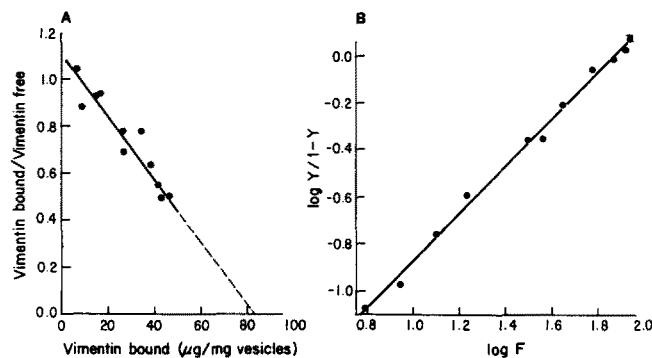 A
1.2
1.0
0.8
0.6
0.4
0.2
0.0
Vimentin bound/Vimentin free
0 20 40 60 80 100
Vimentin bound (µg/mg vesicles)
B
0.0
-0.2
-0.4
-0.6
-0.8
-1.0
log Y/1-Y
0.8 1.0 1.2 1.4 1.6 1.8 2.0
log F